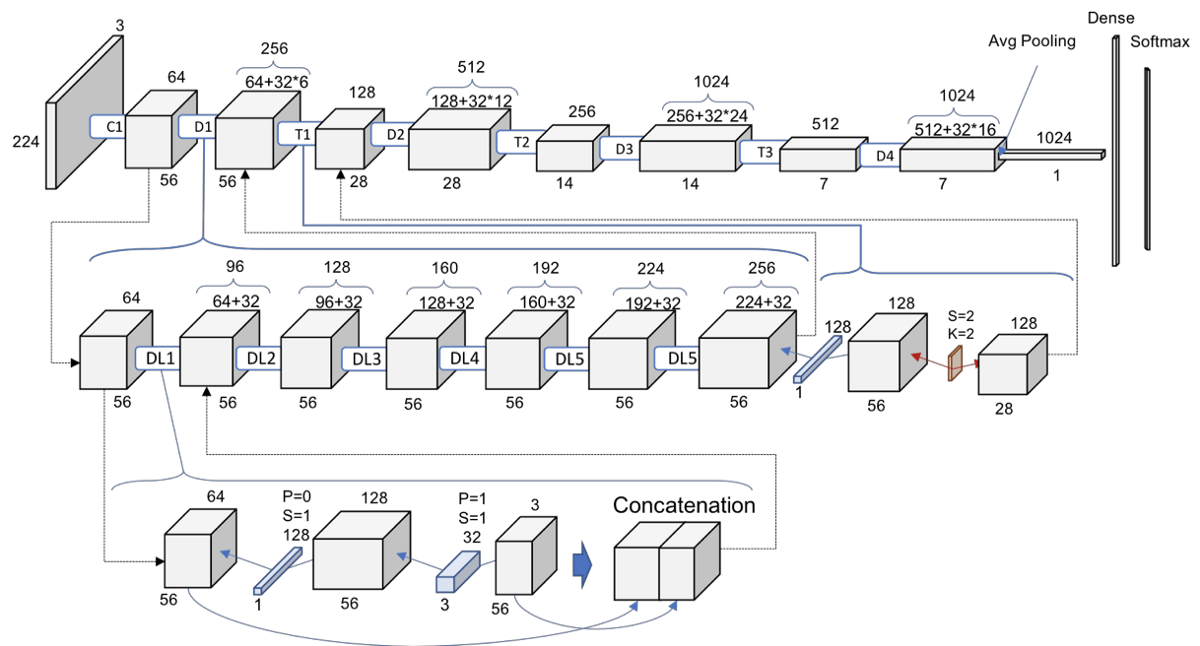 3
224
C1
64
56
D1
256
64+32*6
56
T1
128
28
D2
512
128+32*12
28
T2
256
14
D3
1024
256+32*24
14
T3
512
7
D4
1024
512+32*16
7
Avg Pooling
1024
1
Dense
Softmax
64
56
DL1
96
64+32
56
DL2
128
96+32
56
DL3
160
128+32
56
DL4
192
160+32
56
DL5
224
192+32
56
DL5
256
224+32
56
128
1
128
56
S=2
K=2
128
28
64
56
P=0
S=1
128
1
128
56
P=1
S=1
32
3
3
56
Concatenation